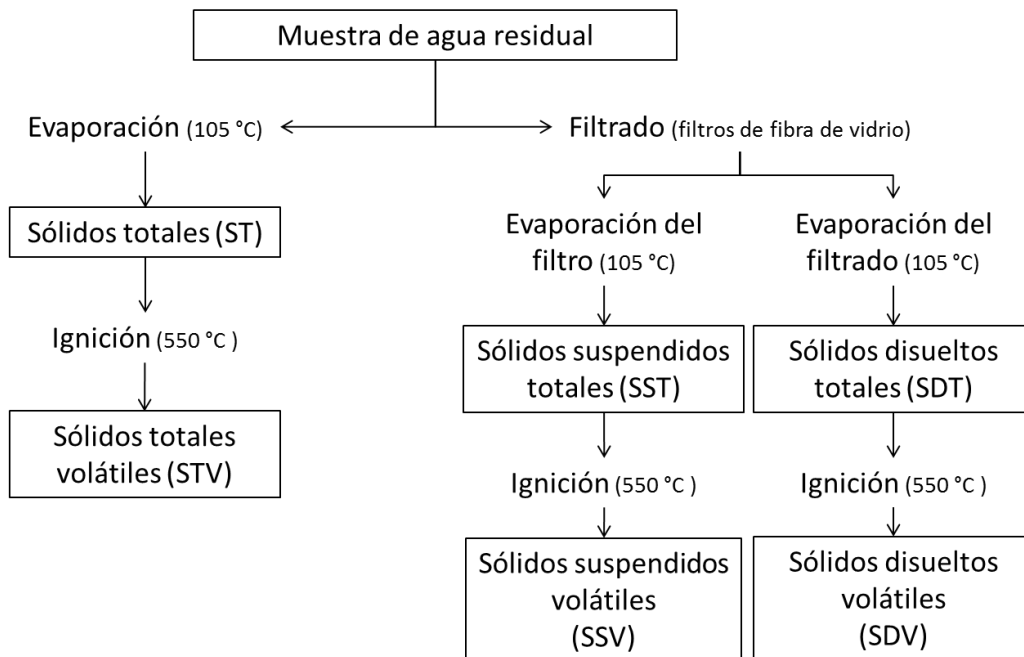 Muestra de agua residual
Evaporación (105 °C)
Filtrado (filtros de fibra de vidrio)
Sólidos totales (ST)
Ignición (550 °C )
Sólidos totales
volátiles (STV)
Evaporación del
filtro (105 °C)
Sólidos suspendidos
totales (SST)
Ignición (550 °C )
Sólidos suspendidos
volátiles
(SSV)
Evaporación del
filtrado (105 °C)
Sólidos disueltos
totales (SDT)
Ignición (550 °C )
Sólidos disueltos
volátiles
(SDV)